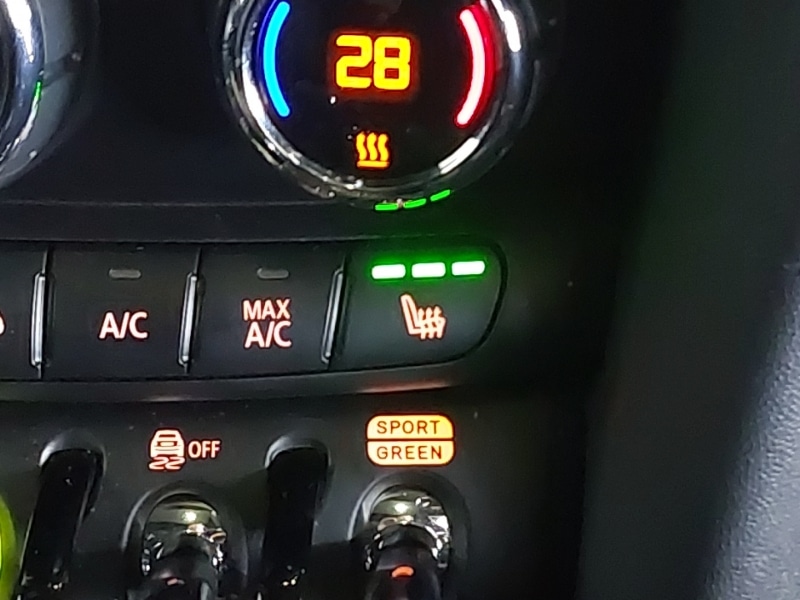 28
A/C
MAX
A/C
OFF
SPORT
GREEN